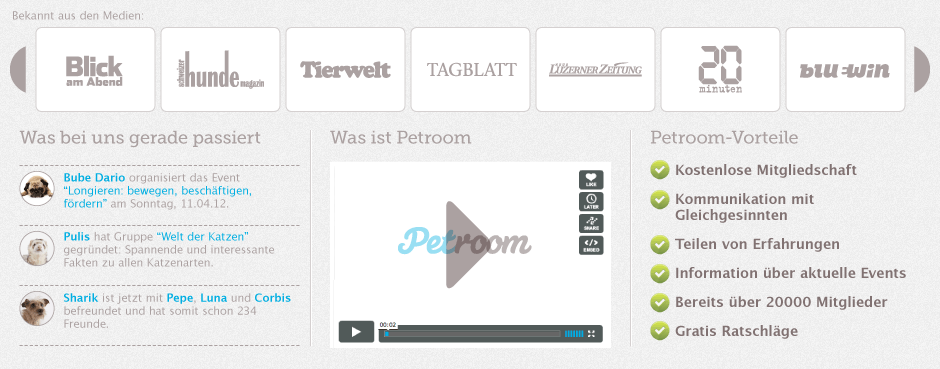 Bekannt aus den Medien:
Blick
am Abend
schweizer
hunde
magazin
Tierwelt
TAGBLATT
NEUE
LUZERNER ZEITUNG
20
minuten
blu:win
Was bei uns gerade passiert
Bube Dario organisiert das Event
“Longieren: bewegen, beschäftigen,
fördern” am Sonntag, 11.04.12.
Pulis hat Gruppe “Welt der Katzen”
gegründet: Spannende und interessante
Fakten zu allen Katzenarten.
Sharik ist jetzt mit Pepe, Luna und Corbis
befreundet und hat somit schon 234
Freunde.
Was ist Petroom
LIKE
LATER
SHARE
EMBED
Petroom
00:02
Petroom-Vorteile
Kostenlose Mitgliedschaft
Kommunikation mit
Gleichgesinnten
Teilen von Erfahrungen
Information über aktuelle Events
Bereits über 20000 Mitglieder
Gratis Ratschläge